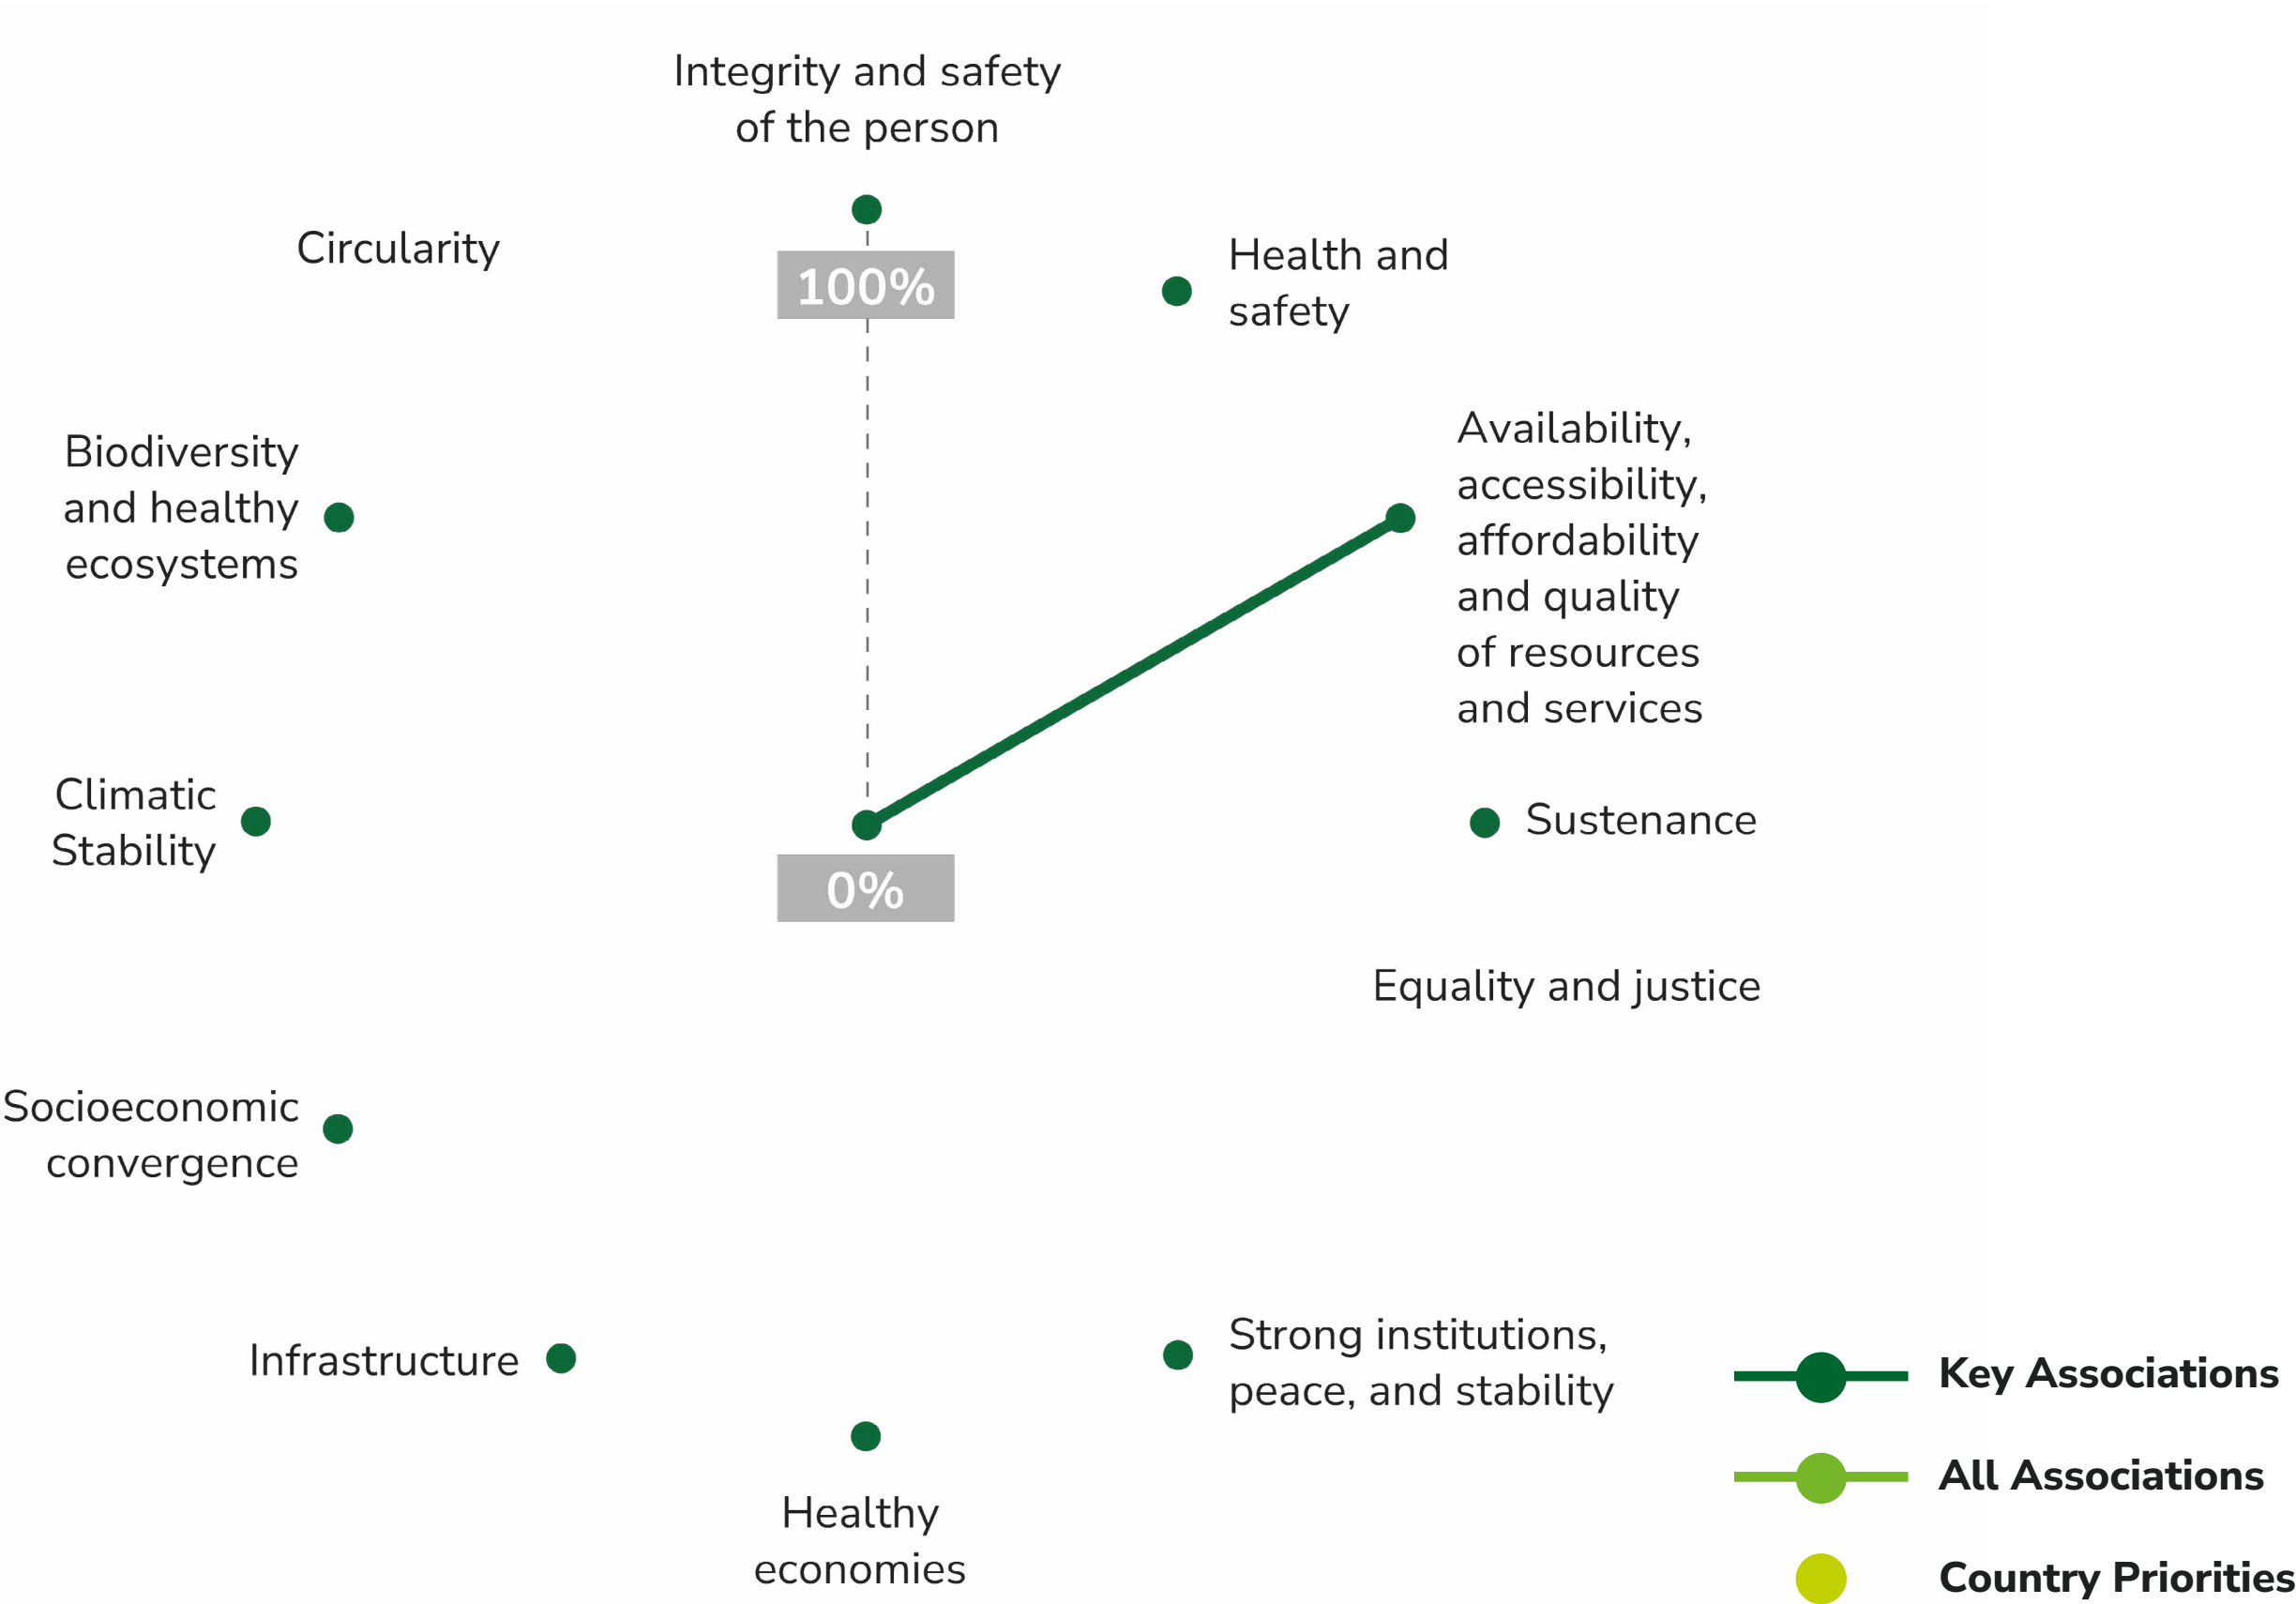 Integrity and safety
of the person
Circularity
100%
Health and
safety
Biodiversity
and healthy
ecosystems
Availability,
accessibility,
affordability
and quality
of resources
and services
Climatic
Stability
Sustenance
0%
Equality and justice
Socioeconomic
convergence
Infrastructure
Strong institutions,
peace, and stability
Healthy
economies
Key Associations
All Associations
Country Priorities